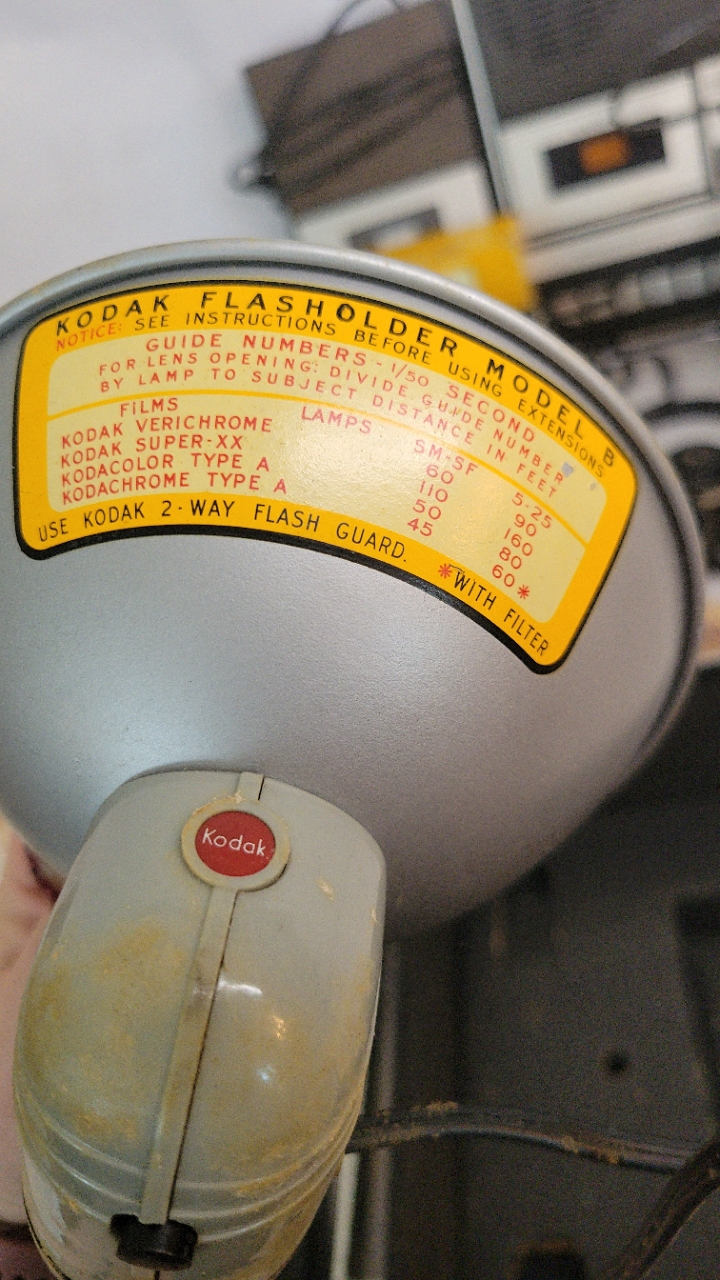 KODAK FLASHOLDER MODEL B
NOTICE: SEE INSTRUCTIONS BEFORE USING EXTENSIONS
GUIDE NUMBERS - 1/50 SECOND
FOR LENS OPENING: DIVIDE GUIDE NUMBER
BY LAMP TO SUBJECT DISTANCE IN FEET
FiLMS LAMPS SM-SF 5·25
KODAK VERICHROME 60 90
KODAK SUPER-XX 110 160
KODACOLOR TYPE A 50 80
KODACHROME TYPE A 45 60*
USE KODAK 2-WAY FLASH GUARD. *WITH FILTER
Kodak